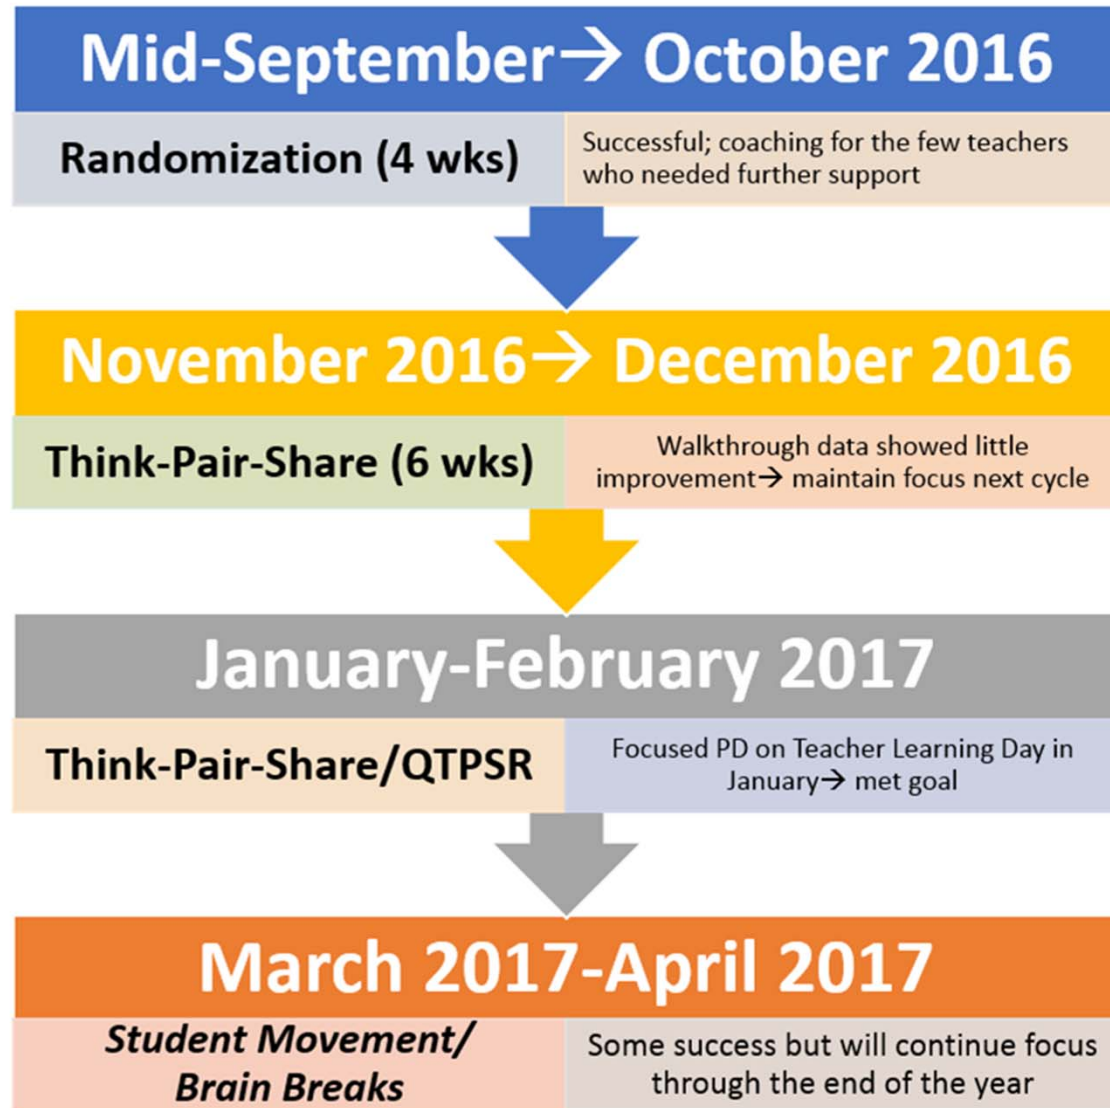 Mid-September→ October 2016
Randomization (4 wks)
Successful; coaching for the few teachers
who needed further support
November 2016→ December 2016
Think-Pair-Share (6 wks)
Walkthrough data showed little
improvement→ maintain focus next cycle
January-February 2017
Think-Pair-Share/QTPSR
Focused PD on Teacher Learning Day in
January→ met goal
March 2017-April 2017
Student Movement/
Brain Breaks
Some success but will continue focus
through the end of the year